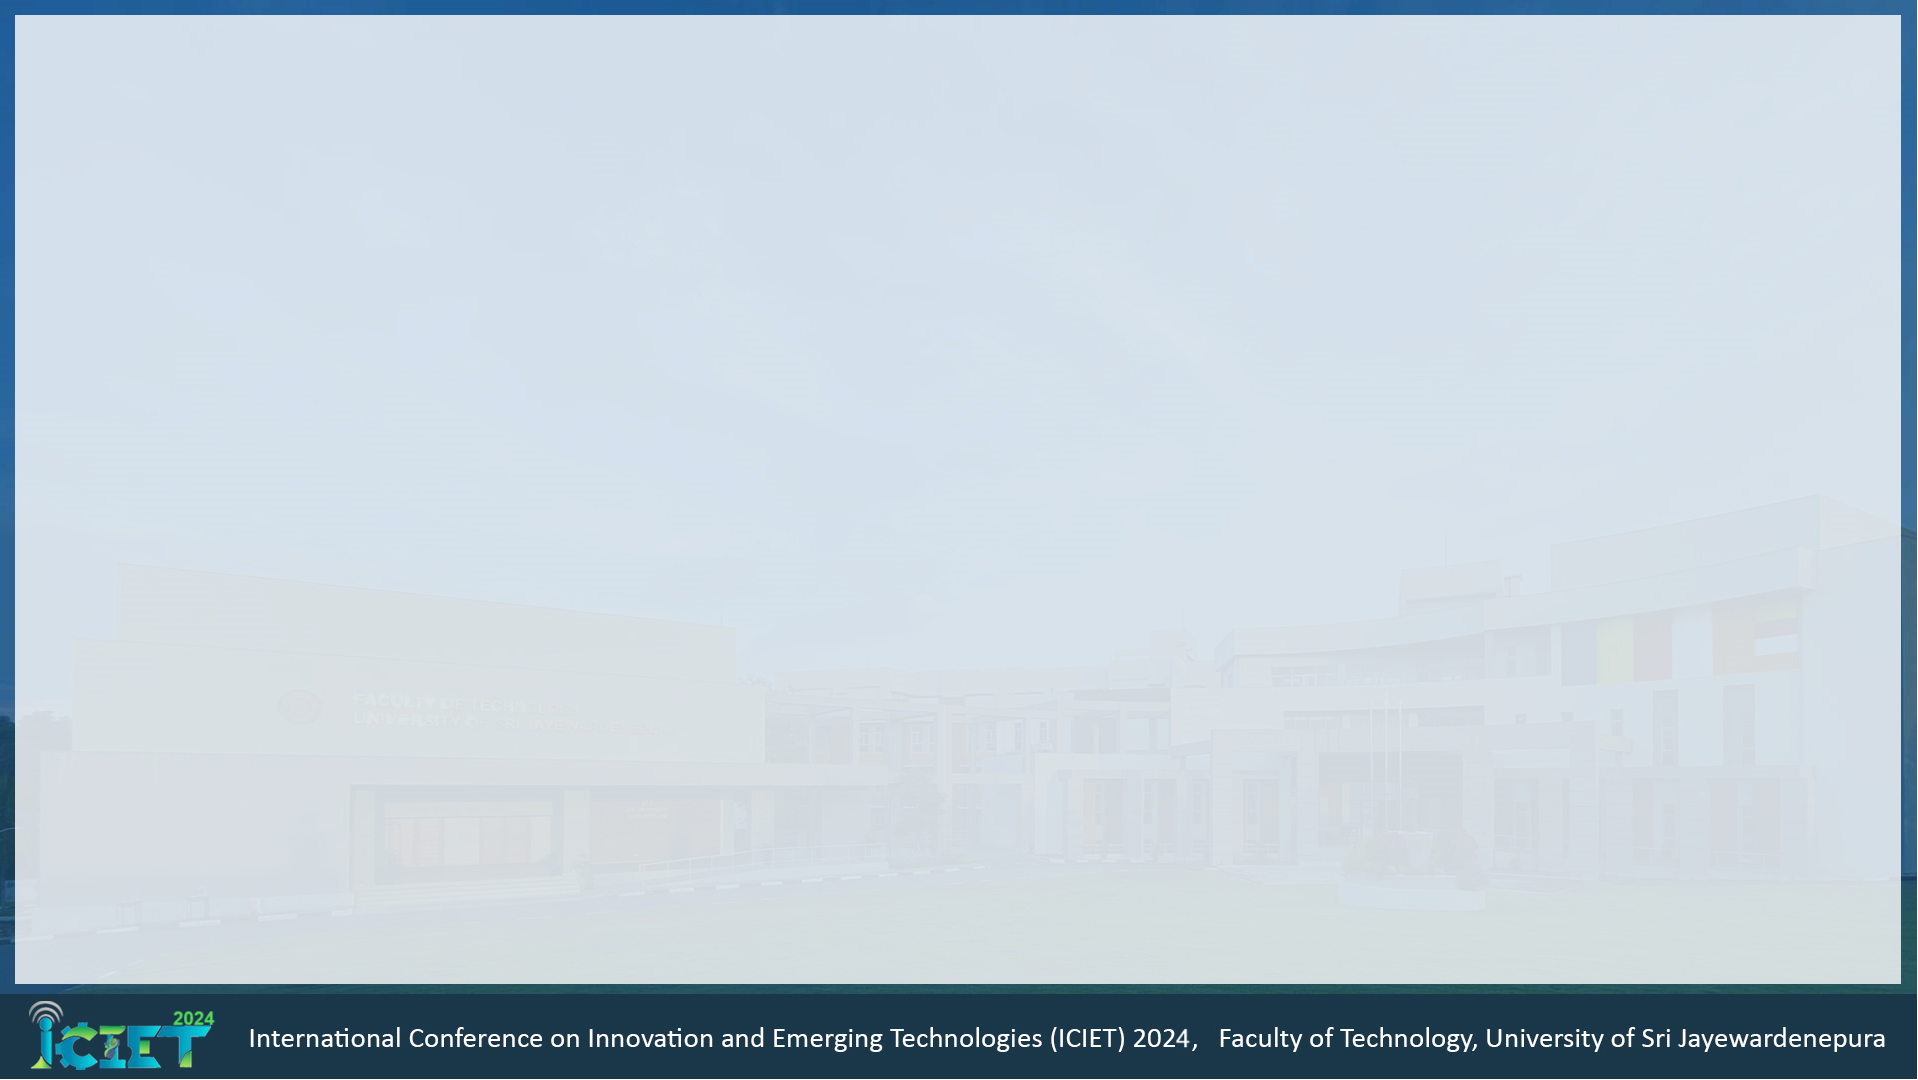 2024
iCIET
International Conference on Innovation and Emerging Technologies (ICIET) 2024, Faculty of Technology, University of Sri Jayewardenepura